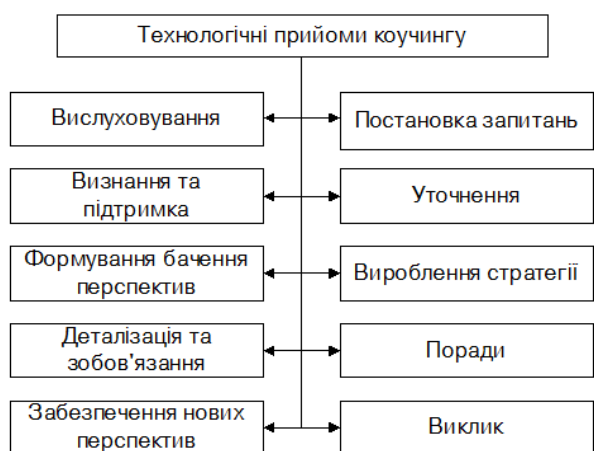 Технологічні прийоми коучингу
Вислуховування
Постановка запитань
Визнання та
підтримка
Уточнення
Формування бачення
перспектив
Вироблення стратегії
Деталізація та
зобов'язання
Поради
Забезпечення нових
перспектив
Виклик